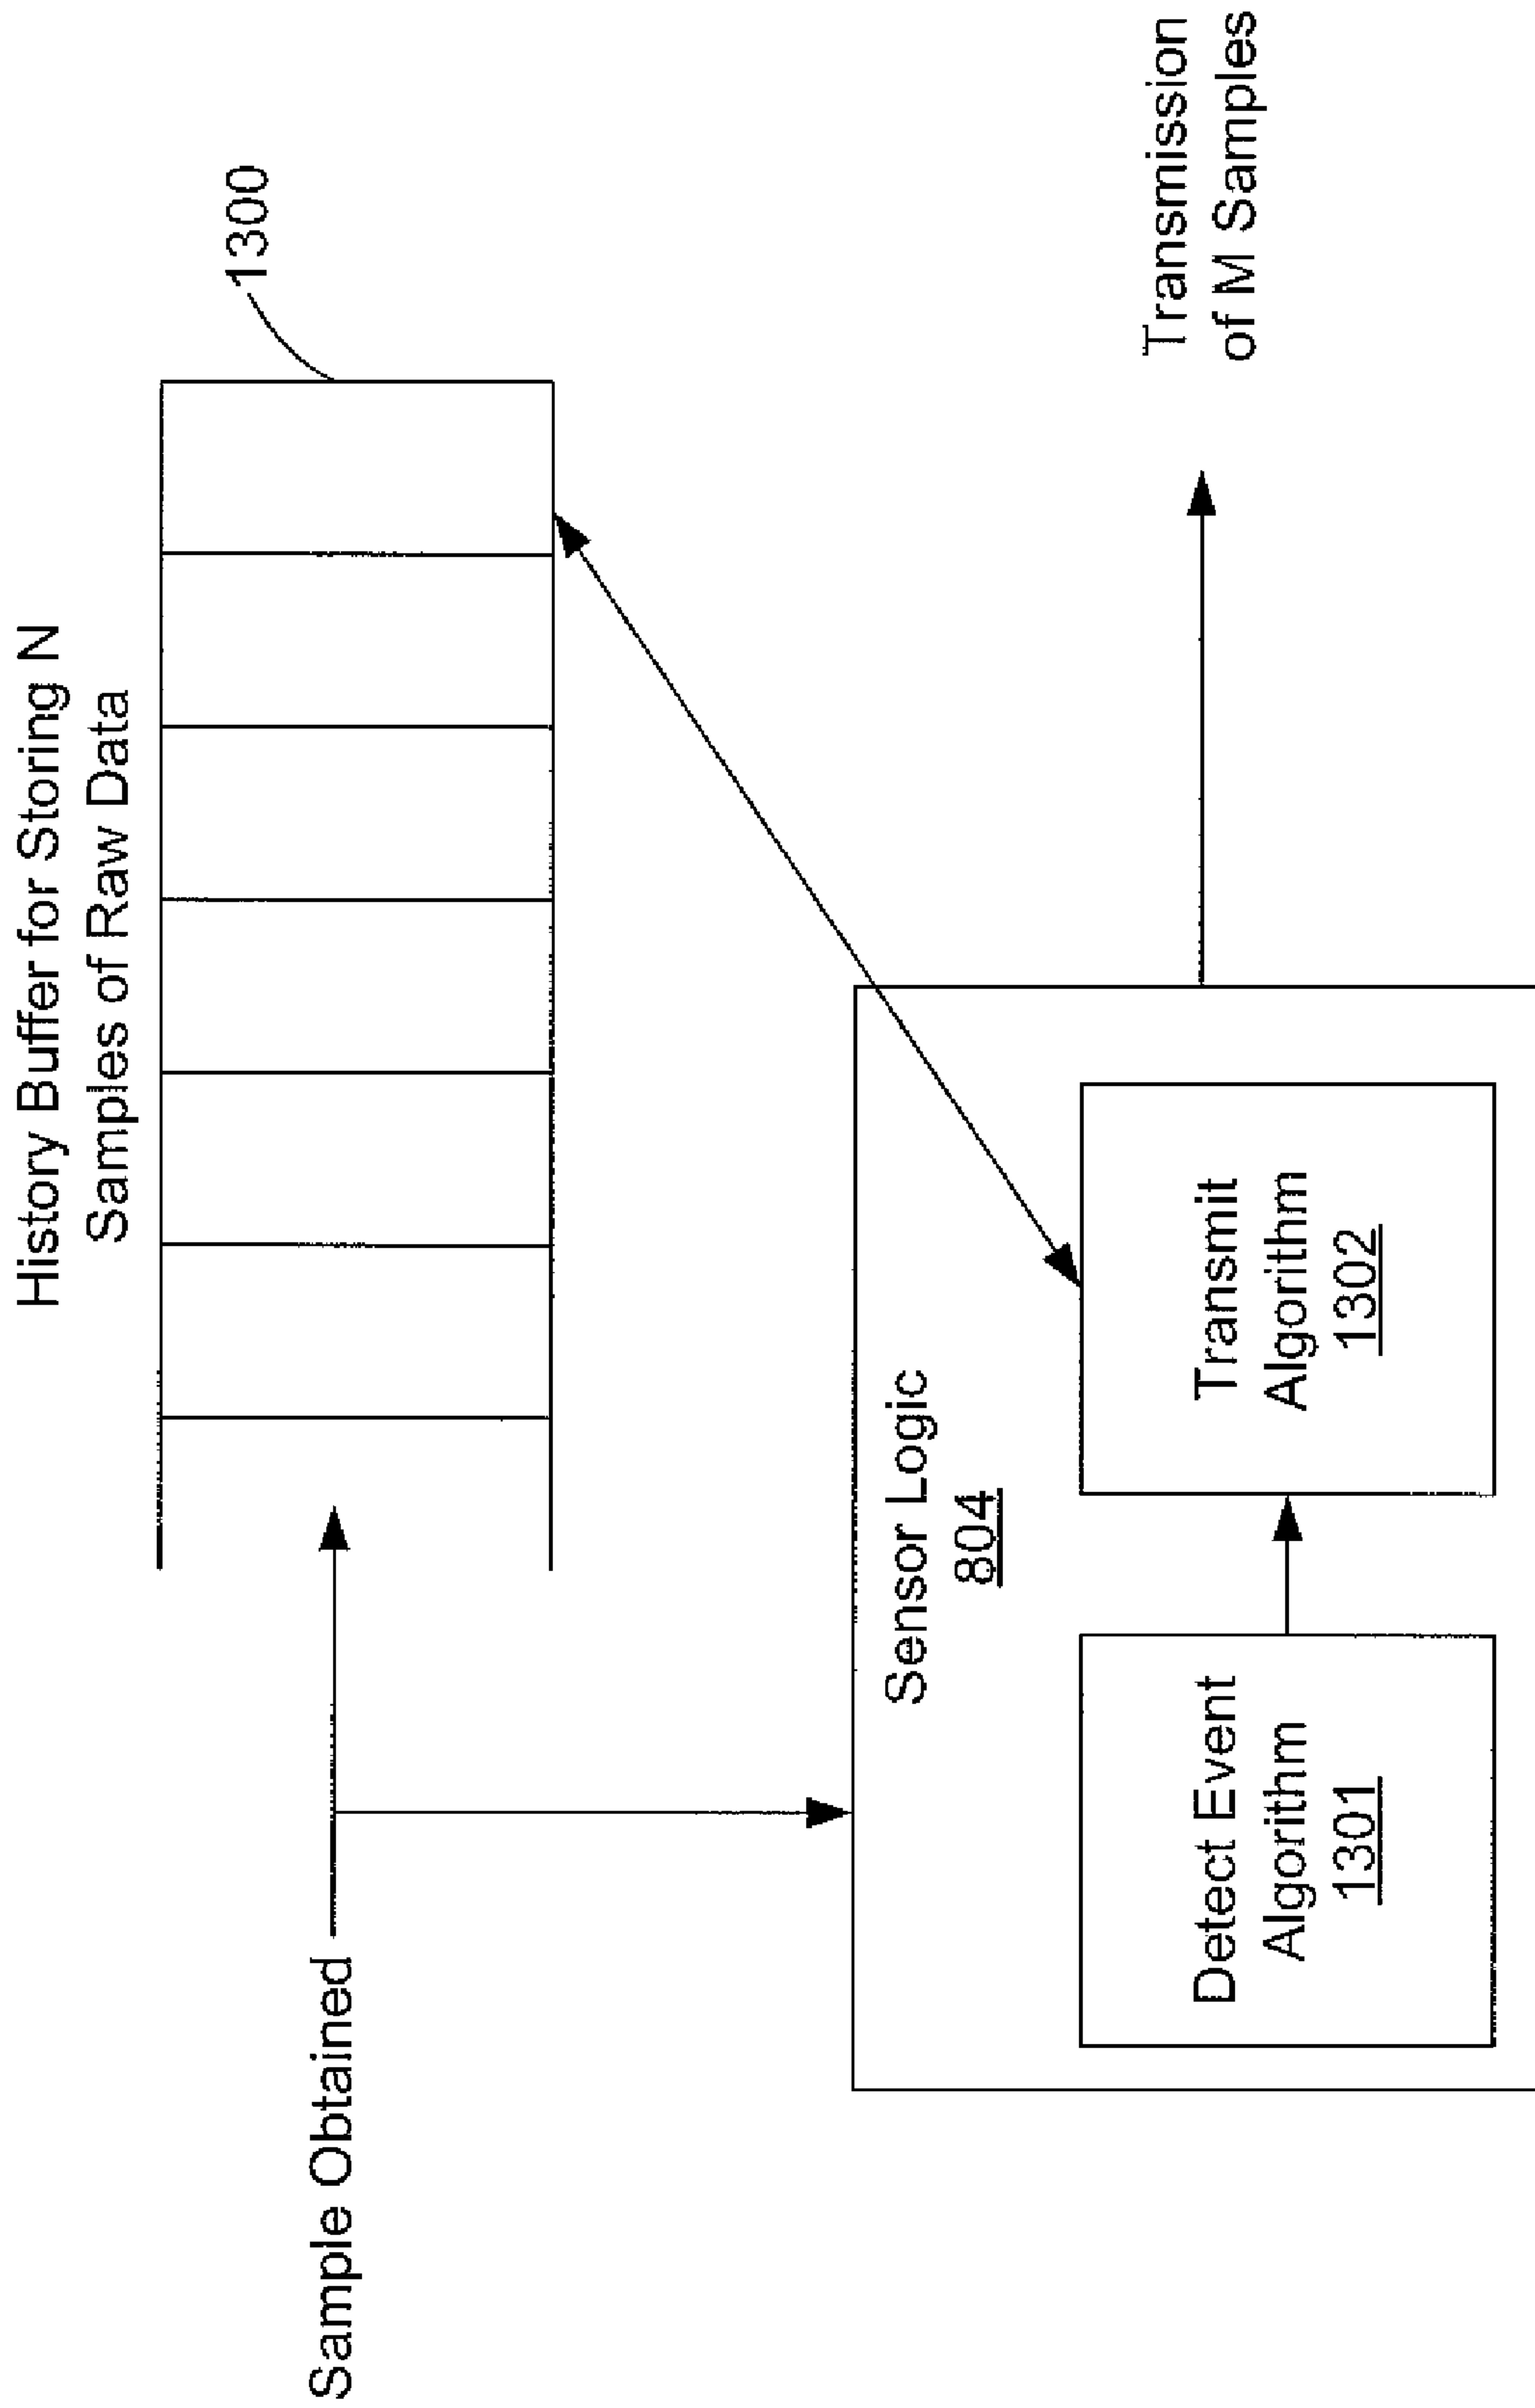 History Buffer for Storing N
Samples of Raw Data
1300
Sample Obtained
Sensor Logic
804
Detect Event
Algorithm
1301
Transmit
Algorithm
1302
Transmission
of M Samples